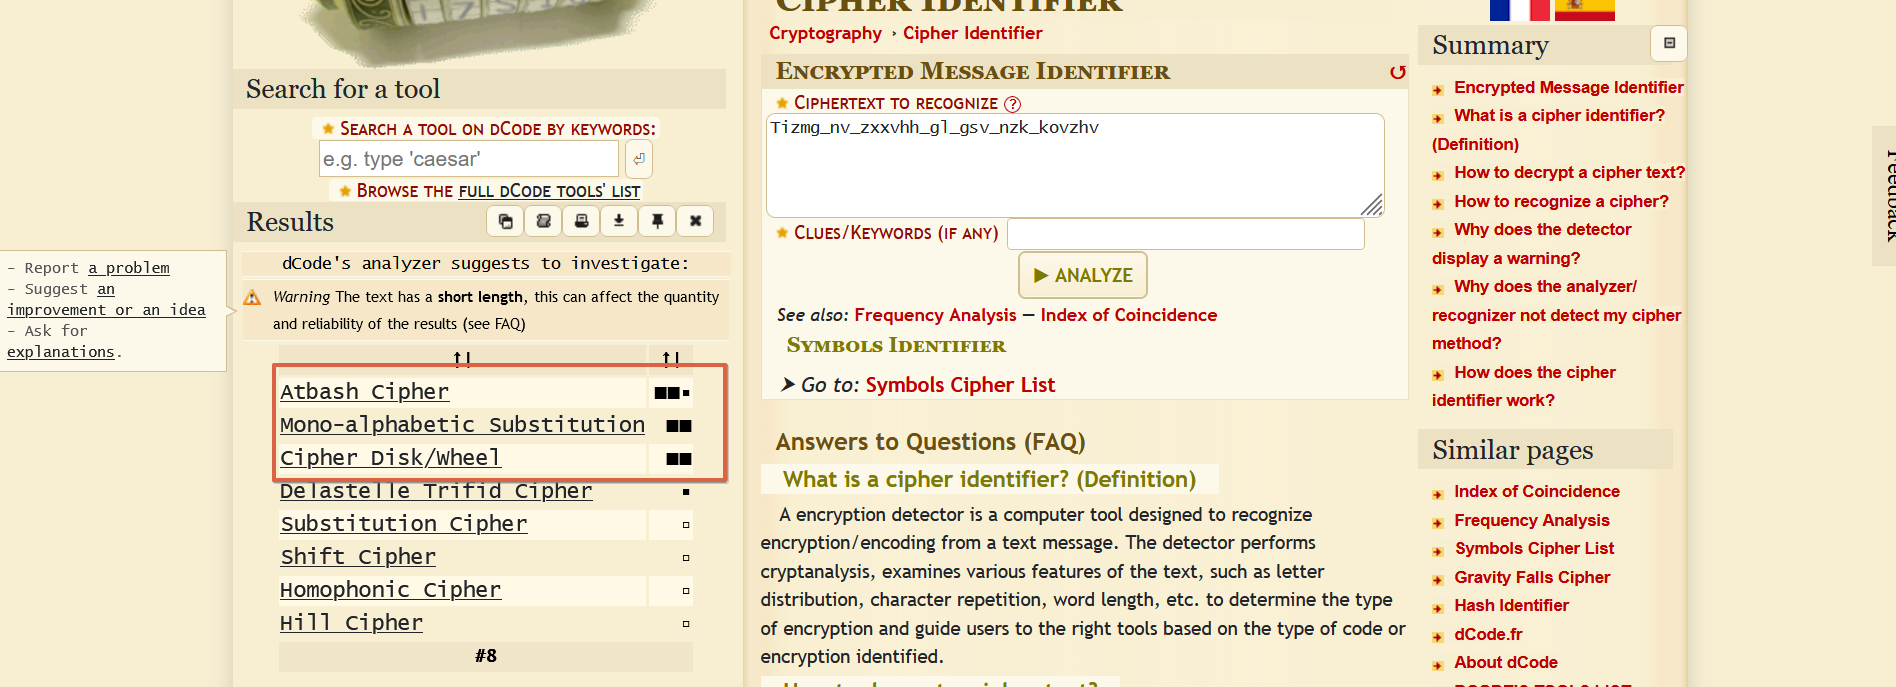 Search for a tool
SEARCH A TOOL ON DCODE BY KEYWORDS:
e.g. type 'caesar'
BROWSE THE FULL DCODE TOOLS' LIST
Results
- Report a problem
- Suggest an
improvement or an idea
- Ask for
explanations.
dCode's analyzer suggests to investigate:
Warning The text has a short length, this can affect the quantity
and reliability of the results (see FAQ)
↑↓ ↑↓
Atbash Cipher
Mono-alphabetic Substitution
Cipher Disk/Wheel
Delastelle Trifid Cipher
Substitution Cipher
Shift Cipher
Homophonic Cipher
Hill Cipher
#8
CIPHER IDENTIFIER
Cryptography › Cipher Identifier
ENCRYPTED MESSAGE IDENTIFIER
CIPHERTEXT TO RECOGNIZE ?
Tizmg_nv_zxxvhh_gl_gsv_nzk_kovzhv
CLUES/KEYWORDS (IF ANY)
▶ ANALYZE
See also: Frequency Analysis — Index of Coincidence
SYMBOLS IDENTIFIER
➤ Go to: Symbols Cipher List
Answers to Questions (FAQ)
What is a cipher identifier? (Definition)
A encryption detector is a computer tool designed to recognize
encryption/encoding from a text message. The detector performs
cryptanalysis, examines various features of the text, such as letter
distribution, character repetition, word length, etc. to determine the type
of encryption and guide users to the right tools based on the type of code or
encryption identified.
Summary
Encrypted Message Identifier
What is a cipher identifier?
(Definition)
How to decrypt a cipher text?
How to recognize a cipher?
Why does the detector
display a warning?
Why does the analyzer/
recognizer not detect my cipher
method?
How does the cipher
identifier work?
Similar pages
Index of Coincidence
Frequency Analysis
Symbols Cipher List
Gravity Falls Cipher
Hash Identifier
dCode.fr
About dCode
Feedback